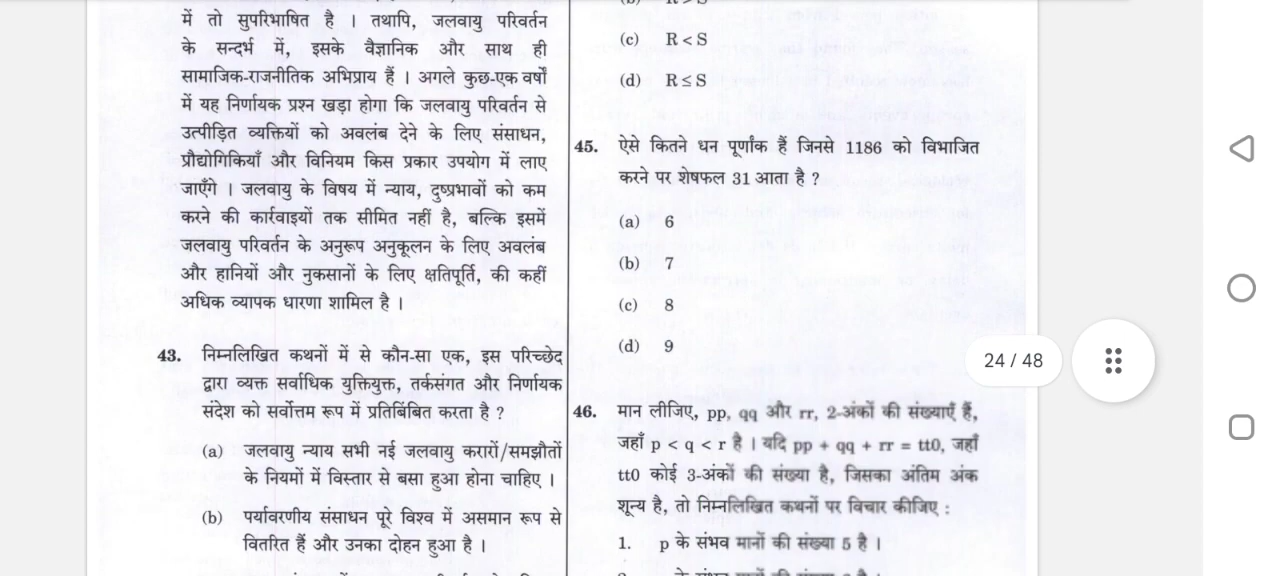 में तो सुपरिभाषित है । तथापि, जलवायु परिवर्तन
के सन्दर्भ में, इसके वैज्ञानिक और साथ ही
सामाजिक-राजनीतिक अभिप्राय हैं । अगले कुछ-एक वर्षों
में यह निर्णायक प्रश्न खड़ा होगा कि जलवायु परिवर्तन से
उत्पीड़ित व्यक्तियों को अवलंब देने के लिए संसाधन,
प्रौद्योगिकियाँ और विनियम किस प्रकार उपयोग में लाए
जाएँगे । जलवायु के विषय में न्याय, दुष्प्रभावों को कम
करने की कार्रवाइयों तक सीमित नहीं है, बल्कि इसमें
जलवायु परिवर्तन के अनुरूप अनुकूलन के लिए अवलंब
और हानियों और नुकसानों के लिए क्षतिपूर्ति, की कहीं
अधिक व्यापक धारणा शामिल है ।
43. निम्नलिखित कथनों में से कौन-सा एक, इस परिच्छेद
द्वारा व्यक्त सर्वाधिक युक्तियुक्त, तर्कसंगत और निर्णायक
संदेश को सर्वोत्तम रूप में प्रतिबिंबित करता है ?
(a) जलवायु न्याय सभी नई जलवायु करारों/समझौतों
के नियमों में विस्तार से बसा हुआ होना चाहिए ।
(b) पर्यावरणीय संसाधन पूरे विश्व में असमान रूप से
वितरित हैं और उनका दोहन हुआ है ।
(c) R < S
(d) R ≤ S
45. ऐसे कितने धन पूर्णांक हैं जिनसे 1186 को विभाजित
करने पर शेषफल 31 आता है ?
(a) 6
(b) 7
(c) 8
(d) 9
46. मान लीजिए, pp, qq और rr, 2-अंकों की संख्याएँ हैं,
जहाँ p < q < r है । यदि pp + qq + rr = tt0, जहाँ
tt0 कोई 3-अंकों की संख्या है, जिसका अंतिम अंक
शून्य है, तो निम्नलिखित कथनों पर विचार कीजिए :
1. p के संभव मानों की संख्या 5 है ।
24 / 48